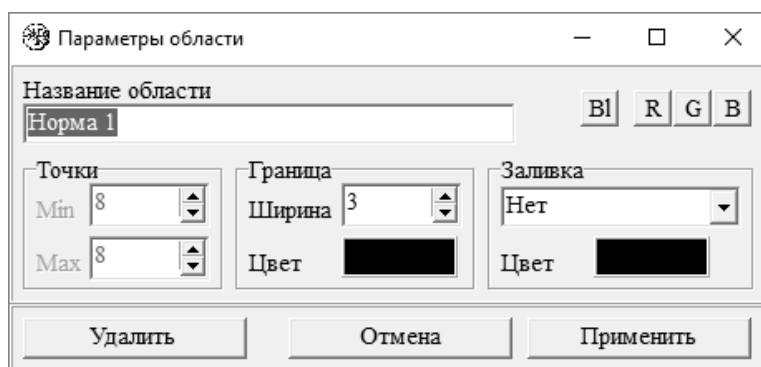 Параметры области
Название области
Норма 1
Bl R G B
Точки
Min 8
Max 8
Граница
Ширина 3
Цвет
Заливка
Нет
Цвет
Удалить Отмена Применить